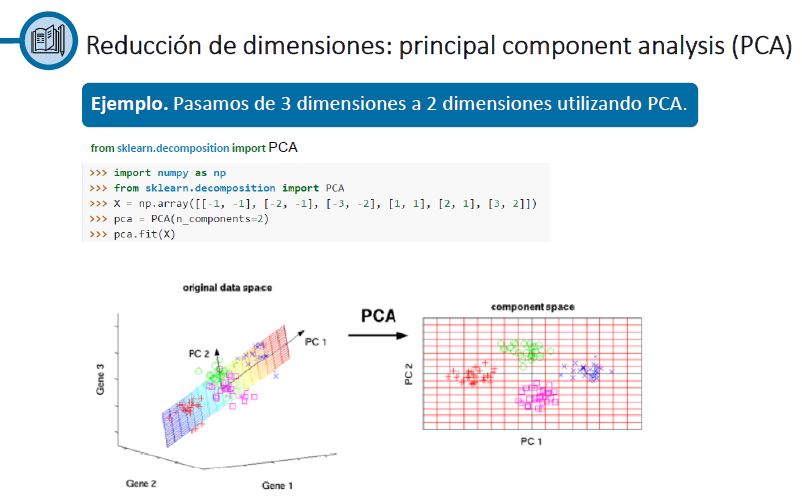 Reducción de dimensiones: principal component analysis (PCA)
Ejemplo. Pasamos de 3 dimensiones a 2 dimensiones utilizando PCA.
from sklearn.decomposition import PCA
>>> import numpy as np
>>> from sklearn.decomposition import PCA
>>> X = np.array([[-1, -1], [-2, -1], [-3, -2], [1, 1], [2, 1], [3, 2]])
>>> pca = PCA(n_components=2)
>>> pca.fit(X)
original data space
PC 1
PC 2
Gene 3
Gene 2
Gene 1
PCA
component space
PC 2
PC 1